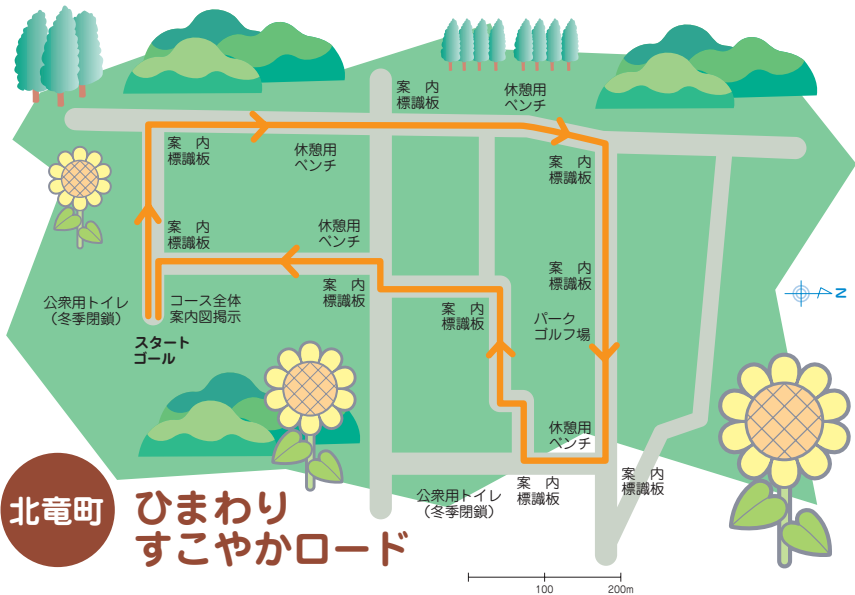 案　内
標識板
休憩用
ベンチ
案　内
標識板
休憩用
ベンチ
案　内
標識板
案　内
標識板
休憩用
ベンチ
案　内
標識板
案　内
標識板
公衆用トイレ
（冬季閉鎖）
コース全体
案内図掲示
案　内
標識板
パーク
ゴルフ場
スタート
ゴール
N
休憩用
ベンチ
案　内
標識板
案　内
標識板
公衆用トイレ
（冬季閉鎖）
北竜町
ひまわり
すこやかロード
100
200m